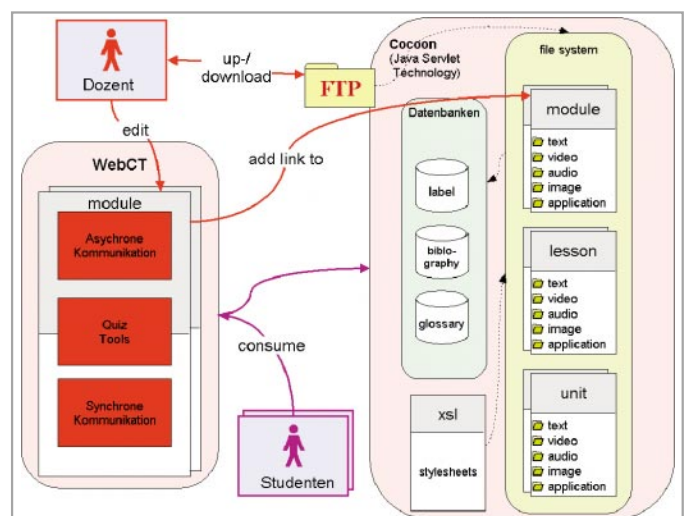 Dozent
up-/
download
FTP
edit
WebCT
module
Asychrone
Kommunikation
Quiz
Tools
Synchrone
Kommunikation
add link to
consume
Studenten
Cocoon
(Java Servlet
Technology)
Datenbanken
label
biblio-
graphy
glossary
xsl
stylesheets
file system
module
text
video
audio
image
application
lesson
text
video
audio
image
application
unit
text
video
audio
image
application